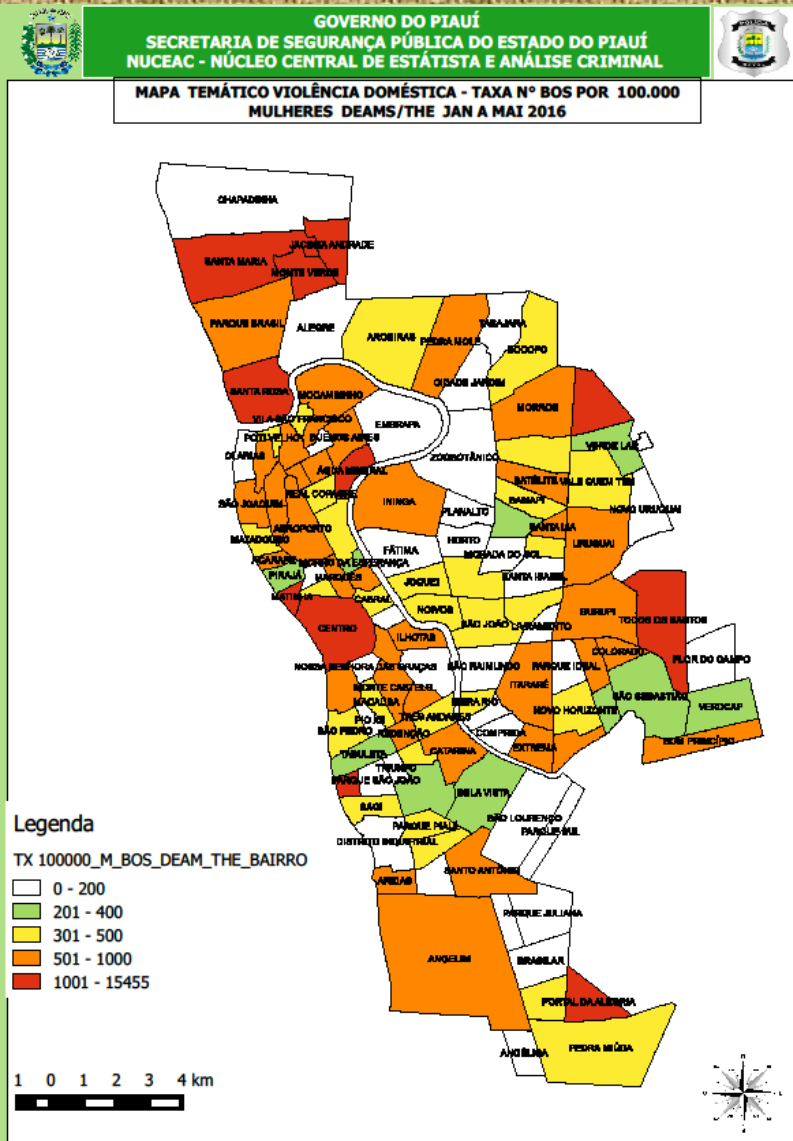 GOVERNO DO PIAUÍ
SECRETARIA DE SEGURANÇA PÚBLICA DO ESTADO DO PIAUÍ
NUCEAC - NÚCLEO CENTRAL DE ESTÁTISTA E ANÁLISE CRIMINAL
MAPA TEMÁTICO VIOLÊNCIA DOMÉSTICA - TAXA N° BOS POR 100.000
MULHERES DEAMS/THE JAN A MAI 2016
CHAPADINHA
JACINTA ANDRADE
SANTA MARIA
MONTE VERDE
PARQUE BRASIL
ALEGRE
AROEIRAS
PEDRA MOLE
TABAJARA
SOCOPO
CIDADE JARDIM
SANTA ROSA
MOCAMBINHO
MORROS
VILA SÃO FRANCISCO
EMBRAPA
POTI VELHO
BUENOS AIRES
OLARIAS
VERDE LAR
ZOOBOTÂNICO
ÁGUA MINERAL
SATÉLITE
VALE QUEM TEM
REAL COPAGRE
SAMAPI
SÃO JOAQUIM
ININGA
PLANALTO
NOVO URUGUAI
AEROPORTO
SANTA LIA
MATADOURO
HORTO
URUGUAI
FÁTIMA
MORADA DO SOL
ACARAPE
MORRO DA ESPERANÇA
PIRAJÁ
MARQUÊS
JOQUEI
SANTA ISABEL
MATINHA
CABRAL
NOIVOS
GURUPI
TODOS OS SANTOS
CENTRO
SÃO JOÃO
LIVRAMENTO
ILHOTAS
COLORADO
NOSSA SENHORA DAS GRAÇAS
SÃO RAIMUNDO
PARQUE IDEAL
FLOR DO CAMPO
MONTE CASTELO
ITARARÉ
SÃO SEBASTIÃO
MACAÚBA
BEIRA RIO
NOVO HORIZONTE
VERDECAP
PIO XII
TRÊS ANDARES
SÃO PEDRO
REDENÇÃO
COMPRIDA
BOM PRINCÍPIO
TABULETA
CATARINA
EXTREMA
TRIUNFO
PARQUE SÃO JOÃO
BELA VISTA
SACI
SÃO LOURENÇO
PARQUE PIAUÍ
PARQUE SUL
DISTRITO INDUSTRIAL
SANTO ANTÔNIO
AREIAS
PARQUE JULIANA
ANGELIM
BRASILAR
PORTAL DA ALEGRIA
ANGÉLICA
PEDRA MIÚDA
Legenda
TX 100000_M_BOS_DEAM_THE_BAIRRO
0 - 200
201 - 400
301 - 500
501 - 1000
1001 - 15455
1 0 1 2 3 4 km